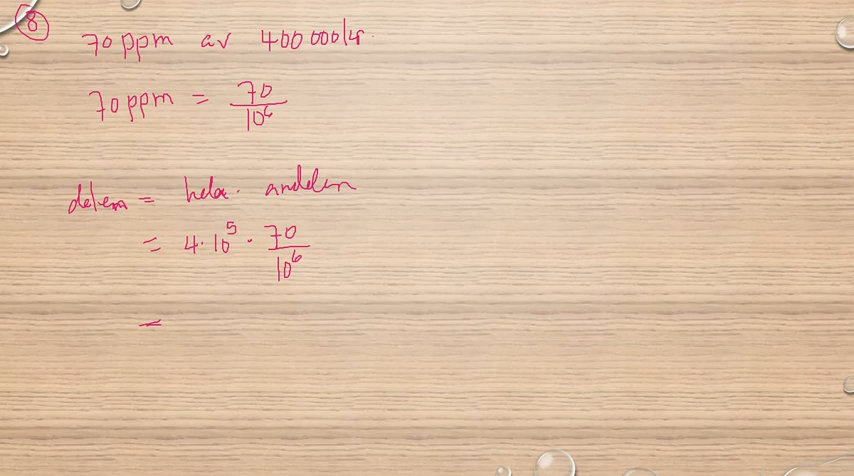 8
70 ppm av 400 000 kr.
70 ppm = 70/10⁶
delen = hela · andelen
= 4·10⁵ · 70/10⁶
=